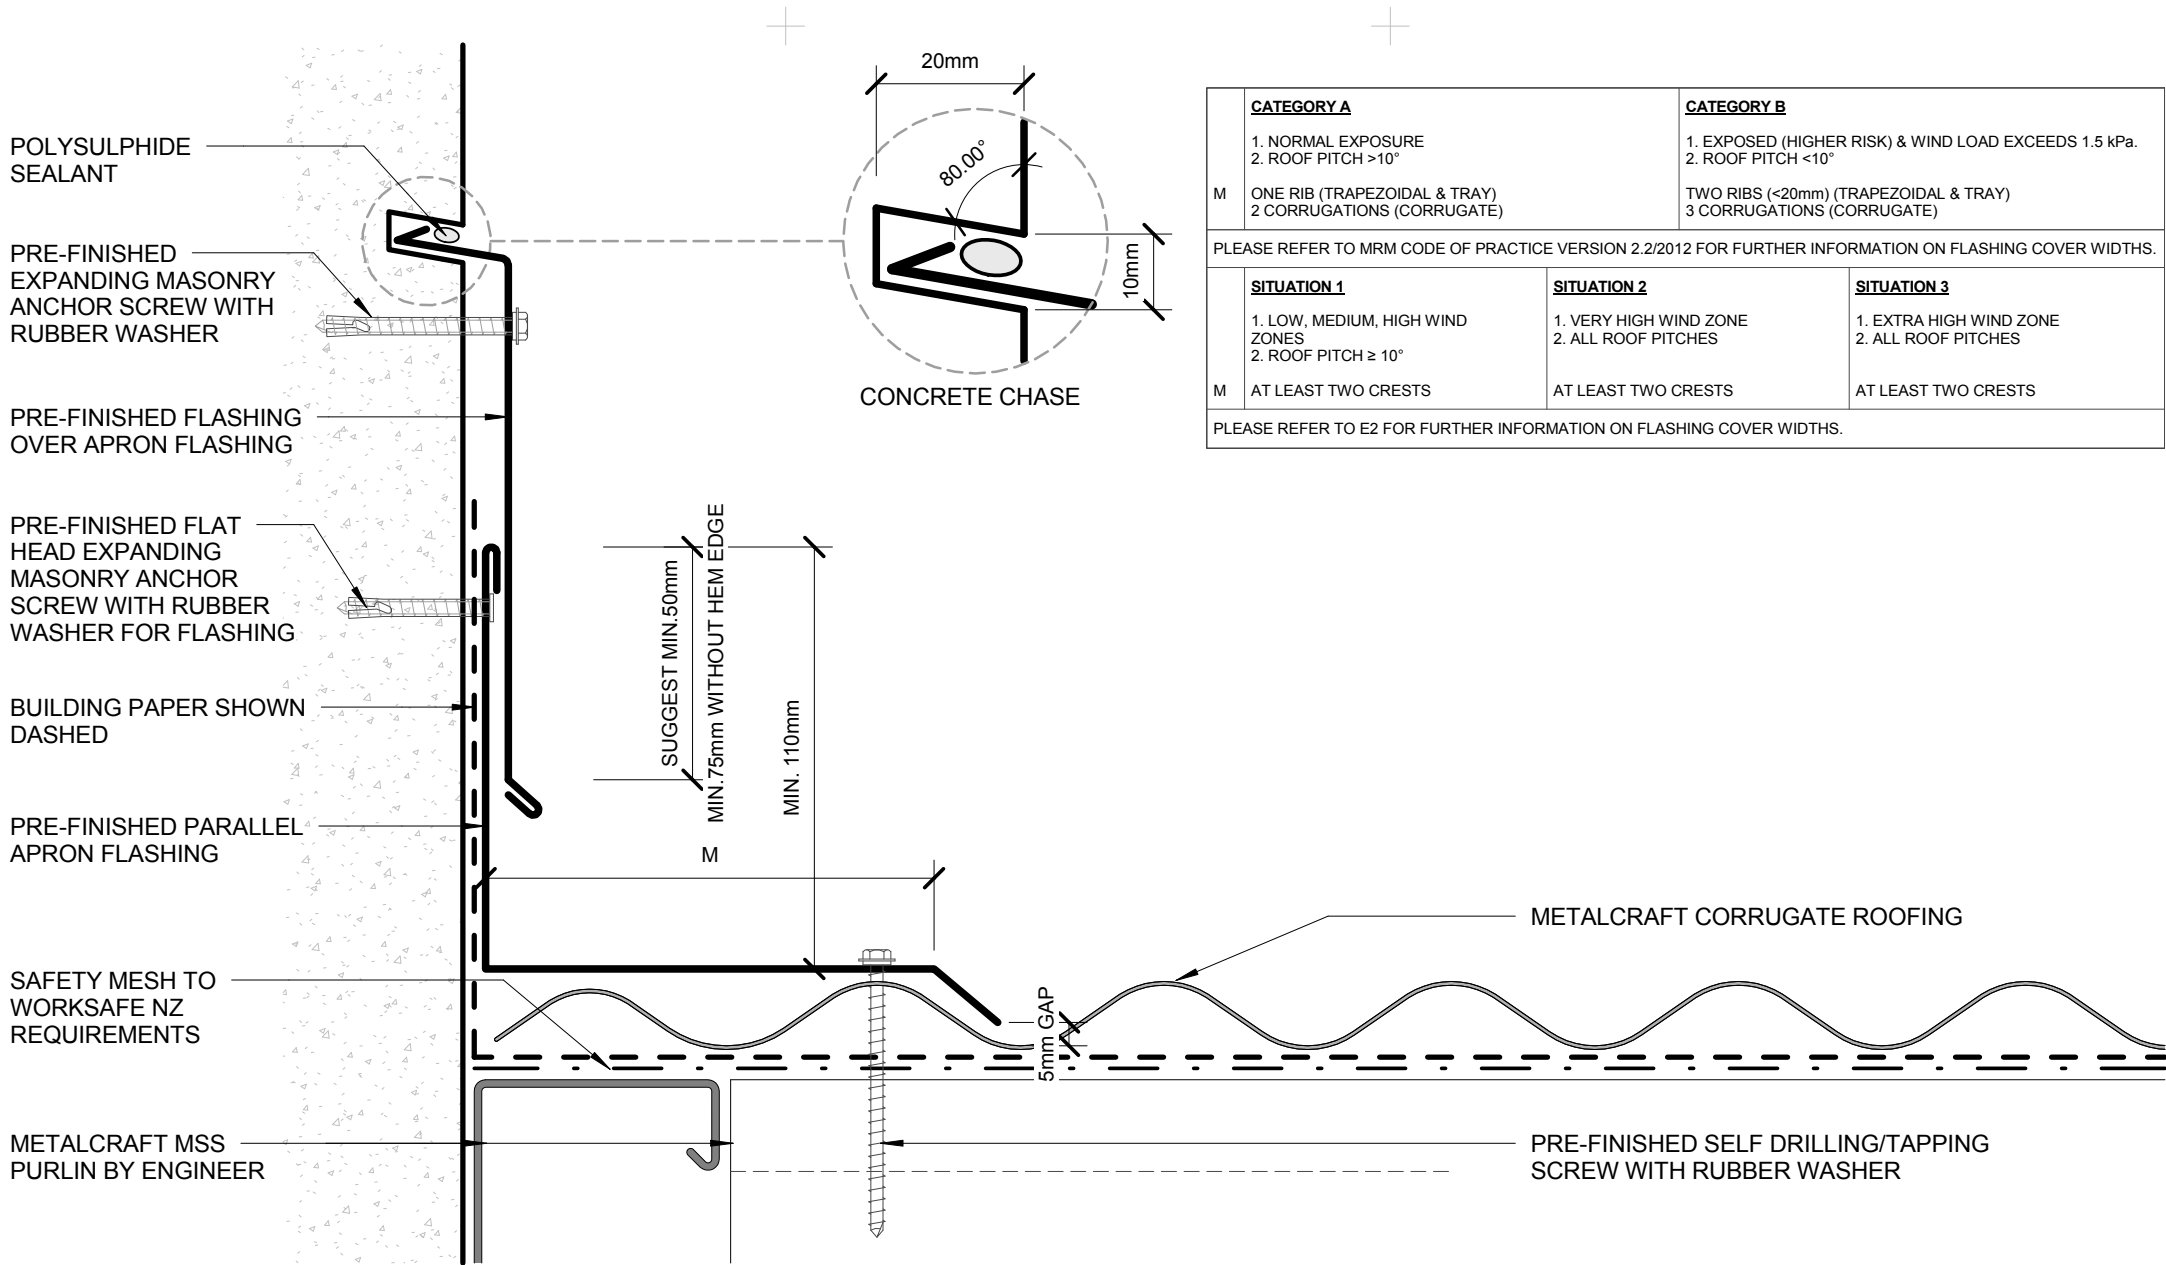 POLYSULPHIDE
SEALANT
PRE-FINISHED
EXPANDING MASONRY
ANCHOR SCREW WITH
RUBBER WASHER
PRE-FINISHED FLASHING
OVER APRON FLASHING
PRE-FINISHED FLAT
HEAD EXPANDING
MASONRY ANCHOR
SCREW WITH RUBBER
WASHER FOR FLASHING
BUILDING PAPER SHOWN
DASHED
PRE-FINISHED PARALLEL
APRON FLASHING
SAFETY MESH TO
WORKSAFE NZ
REQUIREMENTS
METALCRAFT MSS
PURLIN BY ENGINEER
20mm
80.00°
10mm
CONCRETE CHASE
SUGGEST MIN.50mm
MIN.75mm WITHOUT HEM EDGE
MIN. 110mm
M
5mm GAP
METALCRAFT CORRUGATE ROOFING
PRE-FINISHED SELF DRILLING/TAPPING
SCREW WITH RUBBER WASHER
CATEGORY A
1. NORMAL EXPOSURE
2. ROOF PITCH >10°
M
ONE RIB (TRAPEZOIDAL & TRAY)
2 CORRUGATIONS (CORRUGATE)
CATEGORY B
1. EXPOSED (HIGHER RISK) & WIND LOAD EXCEEDS 1.5 kPa.
2. ROOF PITCH <10°
TWO RIBS (<20mm) (TRAPEZOIDAL & TRAY)
3 CORRUGATIONS (CORRUGATE)
PLEASE REFER TO MRM CODE OF PRACTICE VERSION 2.2/2012 FOR FURTHER INFORMATION ON FLASHING COVER WIDTHS.
SITUATION 1
1. LOW, MEDIUM, HIGH WIND
ZONES
2. ROOF PITCH ≥ 10°
M
AT LEAST TWO CRESTS
SITUATION 2
1. VERY HIGH WIND ZONE
2. ALL ROOF PITCHES
AT LEAST TWO CRESTS
SITUATION 3
1. EXTRA HIGH WIND ZONE
2. ALL ROOF PITCHES
AT LEAST TWO CRESTS
PLEASE REFER TO E2 FOR FURTHER INFORMATION ON FLASHING COVER WIDTHS.